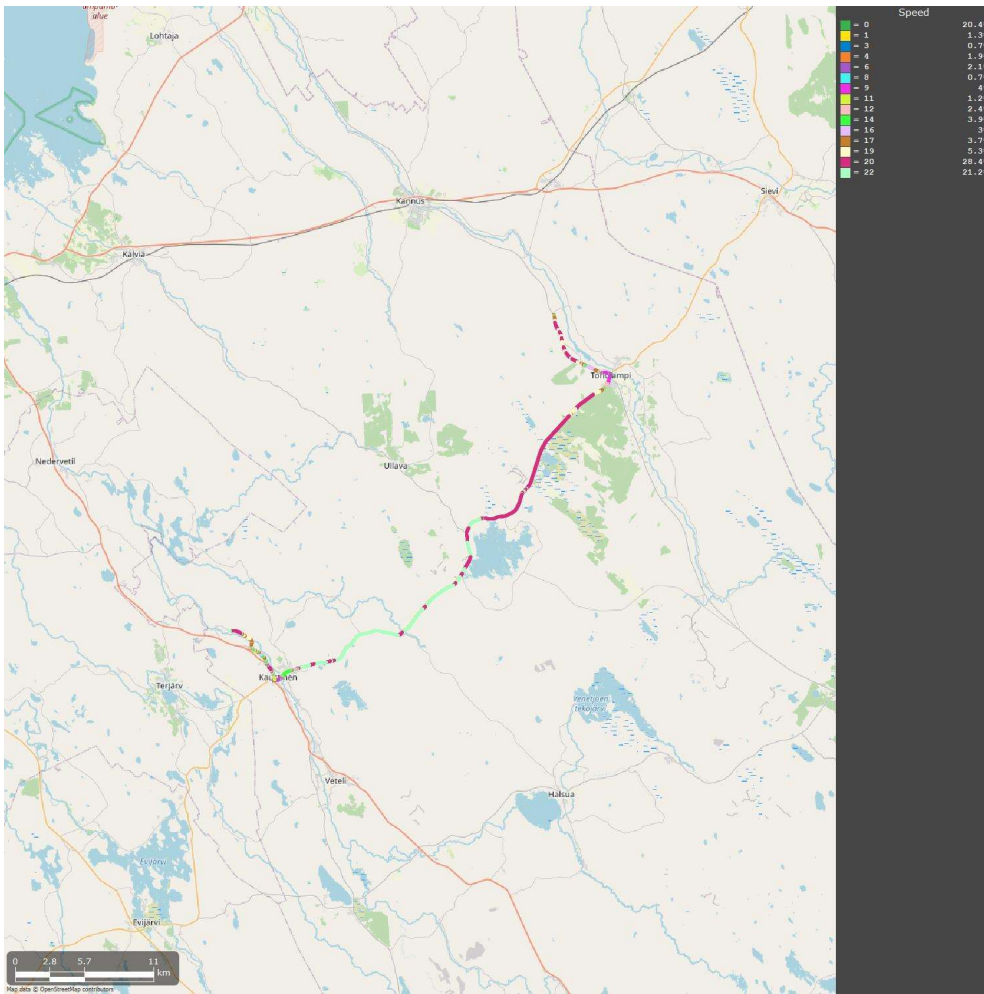 alue
Lohtaja
Kannus
Sievi
Kälviä
Toholampi
Nedervetil
Ullava
Kaustinen
Terjärv
Venetjoen
tekojärvi
Veteli
Halsua
Evijärvi
Evijärvi
0 2.8 5.7 11
km
Map data © OpenStreetMap contributors
Speed
= 0 20.4
= 1 1.3
= 3 0.7
= 4 1.9
= 6 2.1
= 8 0.7
= 9 4
= 11 1.2
= 12 2.4
= 14 3.9
= 16 3
= 17 3.7
= 19 5.3
= 20 28.4
= 22 21.2